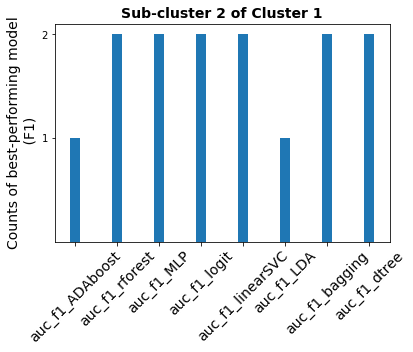 Sub-cluster 2 of Cluster 1
Counts of best-performing model
(F1)
2
1
auc_f1_ADAboost
auc_f1_rforest
auc_f1_MLP
auc_f1_logit
auc_f1_linearSVC
auc_f1_LDA
auc_f1_bagging
auc_f1_dtree